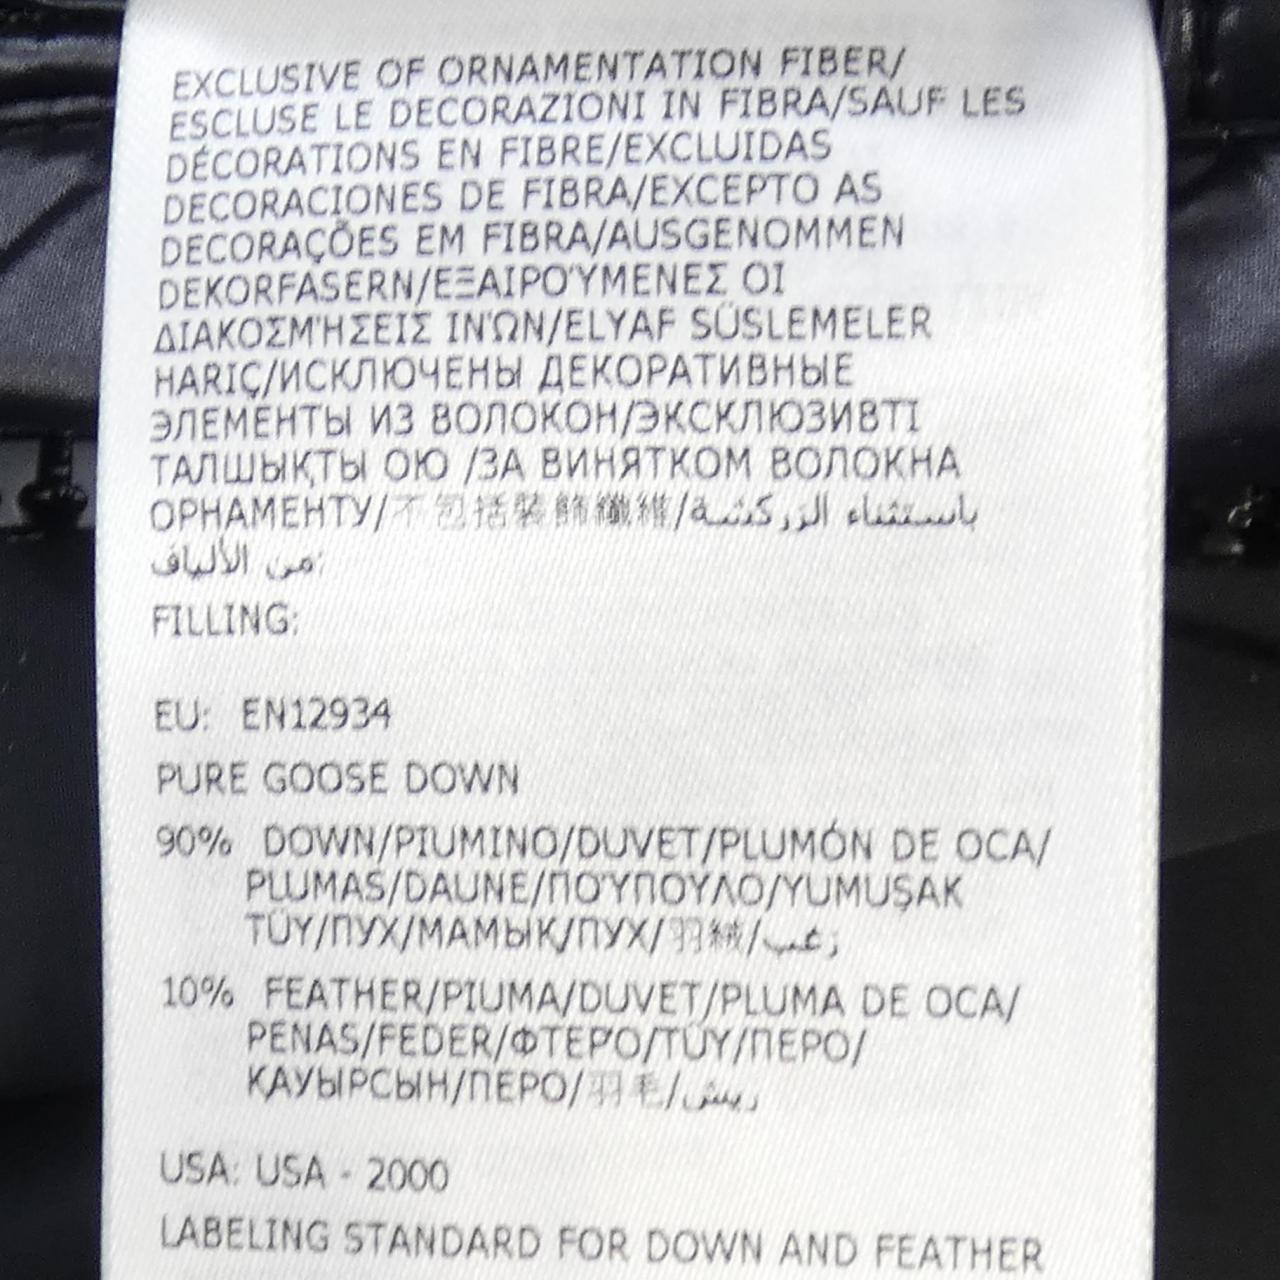 EXCLUSIVE OF ORNAMENTATION FIBER/
ESCLUSE LE DECORAZIONI IN FIBRA/SAUF LES
DÉCORATIONS EN FIBRE/EXCLUIDAS
DECORACIONES DE FIBRA/EXCEPTO AS
DECORAÇÕES EM FIBRA/AUSGENOMMEN
DEKORFASERN/ΕΞΑΙΡΟΎΜΕΝΕΣ ΟΙ
ΔΙΑΚΟΣΜΉΣΕΙΣ ΙΝΏΝ/ELYAF SÜSLEMELER
HARIÇ/ИСКЛЮЧЕНЫ ДЕКОРАТИВНЫЕ
ЭЛЕМЕНТЫ ИЗ ВОЛОКОН/ЭКСКЛЮЗИВТІ
ТАЛШЫҚТЫ ОЮ /ЗА ВИНЯТКОМ ВОЛОКНА
ОРНАМЕНТУ/不包括裝飾纖維/باستثناء الزركشة
من الألياف:
FILLING:
EU: EN12934
PURE GOOSE DOWN
90% DOWN/PIUMINO/DUVET/PLUMÓN DE OCA/
PLUMAS/DAUNE/ΠΟΎΠΟΥΛΟ/YUMUŞAK
TÜY/ПУХ/МАМЫҚ/ПУХ/羽絨/زغب
10% FEATHER/PIUMA/DUVET/PLUMA DE OCA/
PENAS/FEDER/ΦΤΕΡΌ/TÜY/ПЕРО/
ҚАУЫРСЫН/ПЕРО/羽毛/ريش
USA: USA - 2000
LABELING STANDARD FOR DOWN AND FEATHER